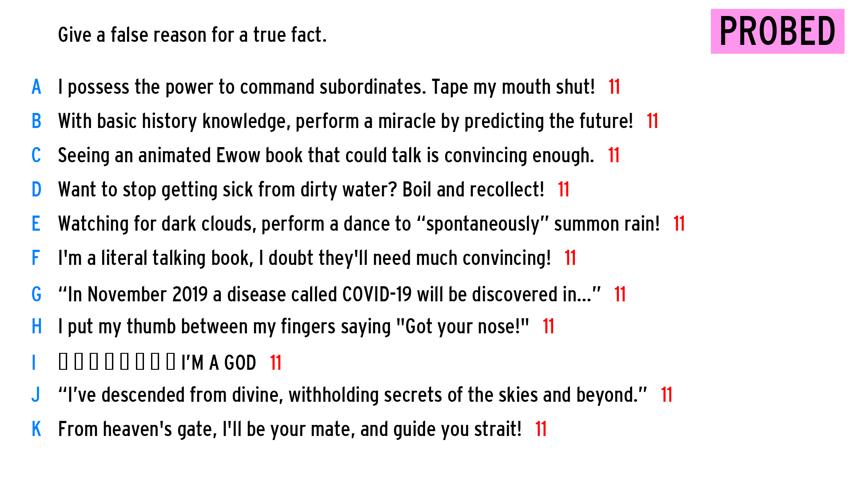 Give a false reason for a true fact.
PROBED
A I possess the power to command subordinates. Tape my mouth shut! 11
B With basic history knowledge, perform a miracle by predicting the future! 11
C Seeing an animated Ewow book that could talk is convincing enough. 11
D Want to stop getting sick from dirty water? Boil and recollect! 11
E Watching for dark clouds, perform a dance to “spontaneously” summon rain! 11
F I'm a literal talking book, I doubt they'll need much convincing! 11
G “In November 2019 a disease called COVID-19 will be discovered in...” 11
H I put my thumb between my fingers saying "Got your nose!" 11
I ▯ ▯ ▯ ▯ ▯ ▯ ▯ ▯ I’M A GOD 11
J “I’ve descended from divine, withholding secrets of the skies and beyond.” 11
K From heaven's gate, I'll be your mate, and guide you strait! 11